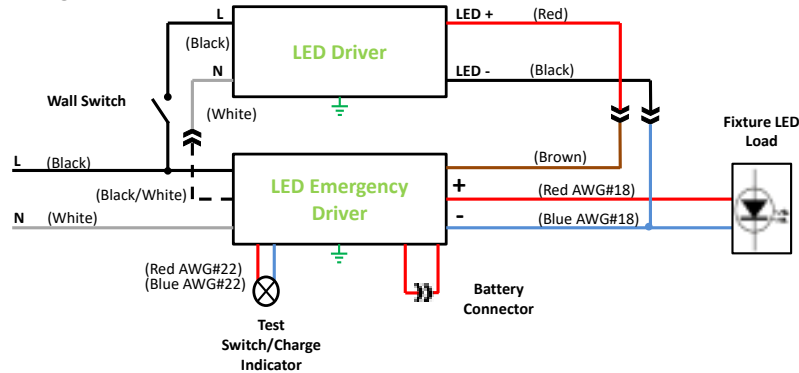 L
LED +
(Red)
(Black)
LED Driver
N
LED -
(Black)
Wall Switch
(White)
Fixture LED
Load
L
(Black)
(Brown)
(Black/White)
LED Emergency
Driver
+
(Red AWG#18)
N
(White)
-
(Blue AWG#18)
(Red AWG#22)
(Blue AWG#22)
Battery
Connector
Test
Switch/Charge
Indicator